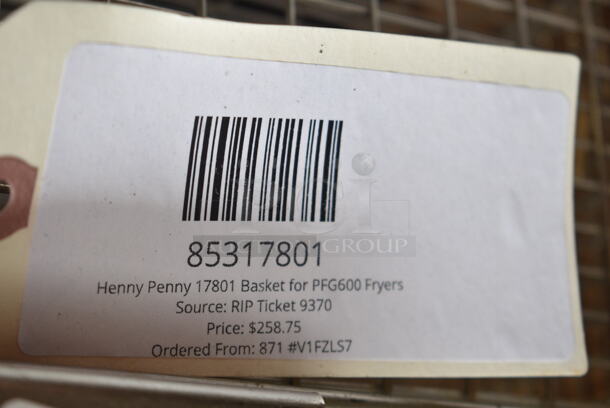 85317801
GROUP
Henny Penny 17801 Basket for PFG600 Fryers
Source: RIP Ticket 9370
Price: $258.75
Ordered From: 871 #V1FZLS7